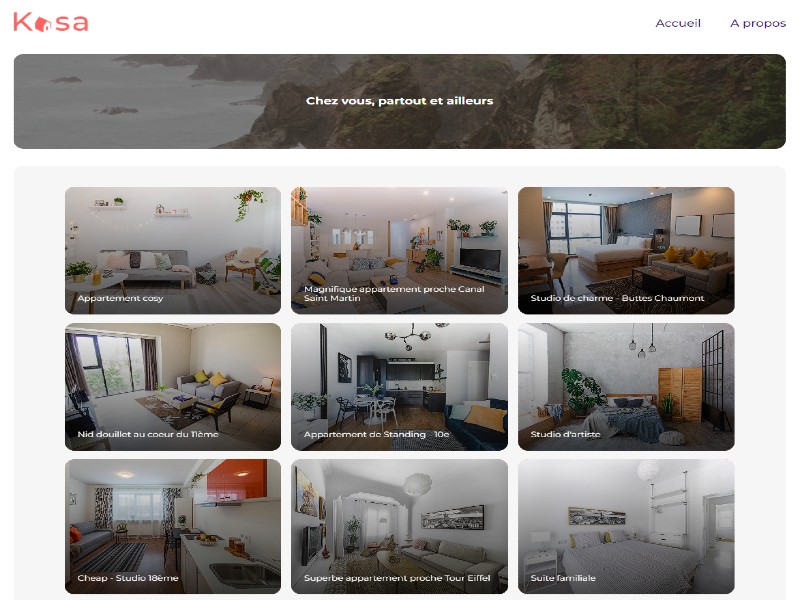 Kasa
Accueil
A propos
Chez vous, partout et ailleurs
Appartement cosy
Magnifique appartement proche Canal
Saint Martin
Studio de charme - Buttes Chaumont
Nid douillet au coeur du 11ème
Appartement de Standing - 10e
Studio d'artiste
Cheap - Studio 18ème
Superbe appartement proche Tour Eiffel
Suite familiale